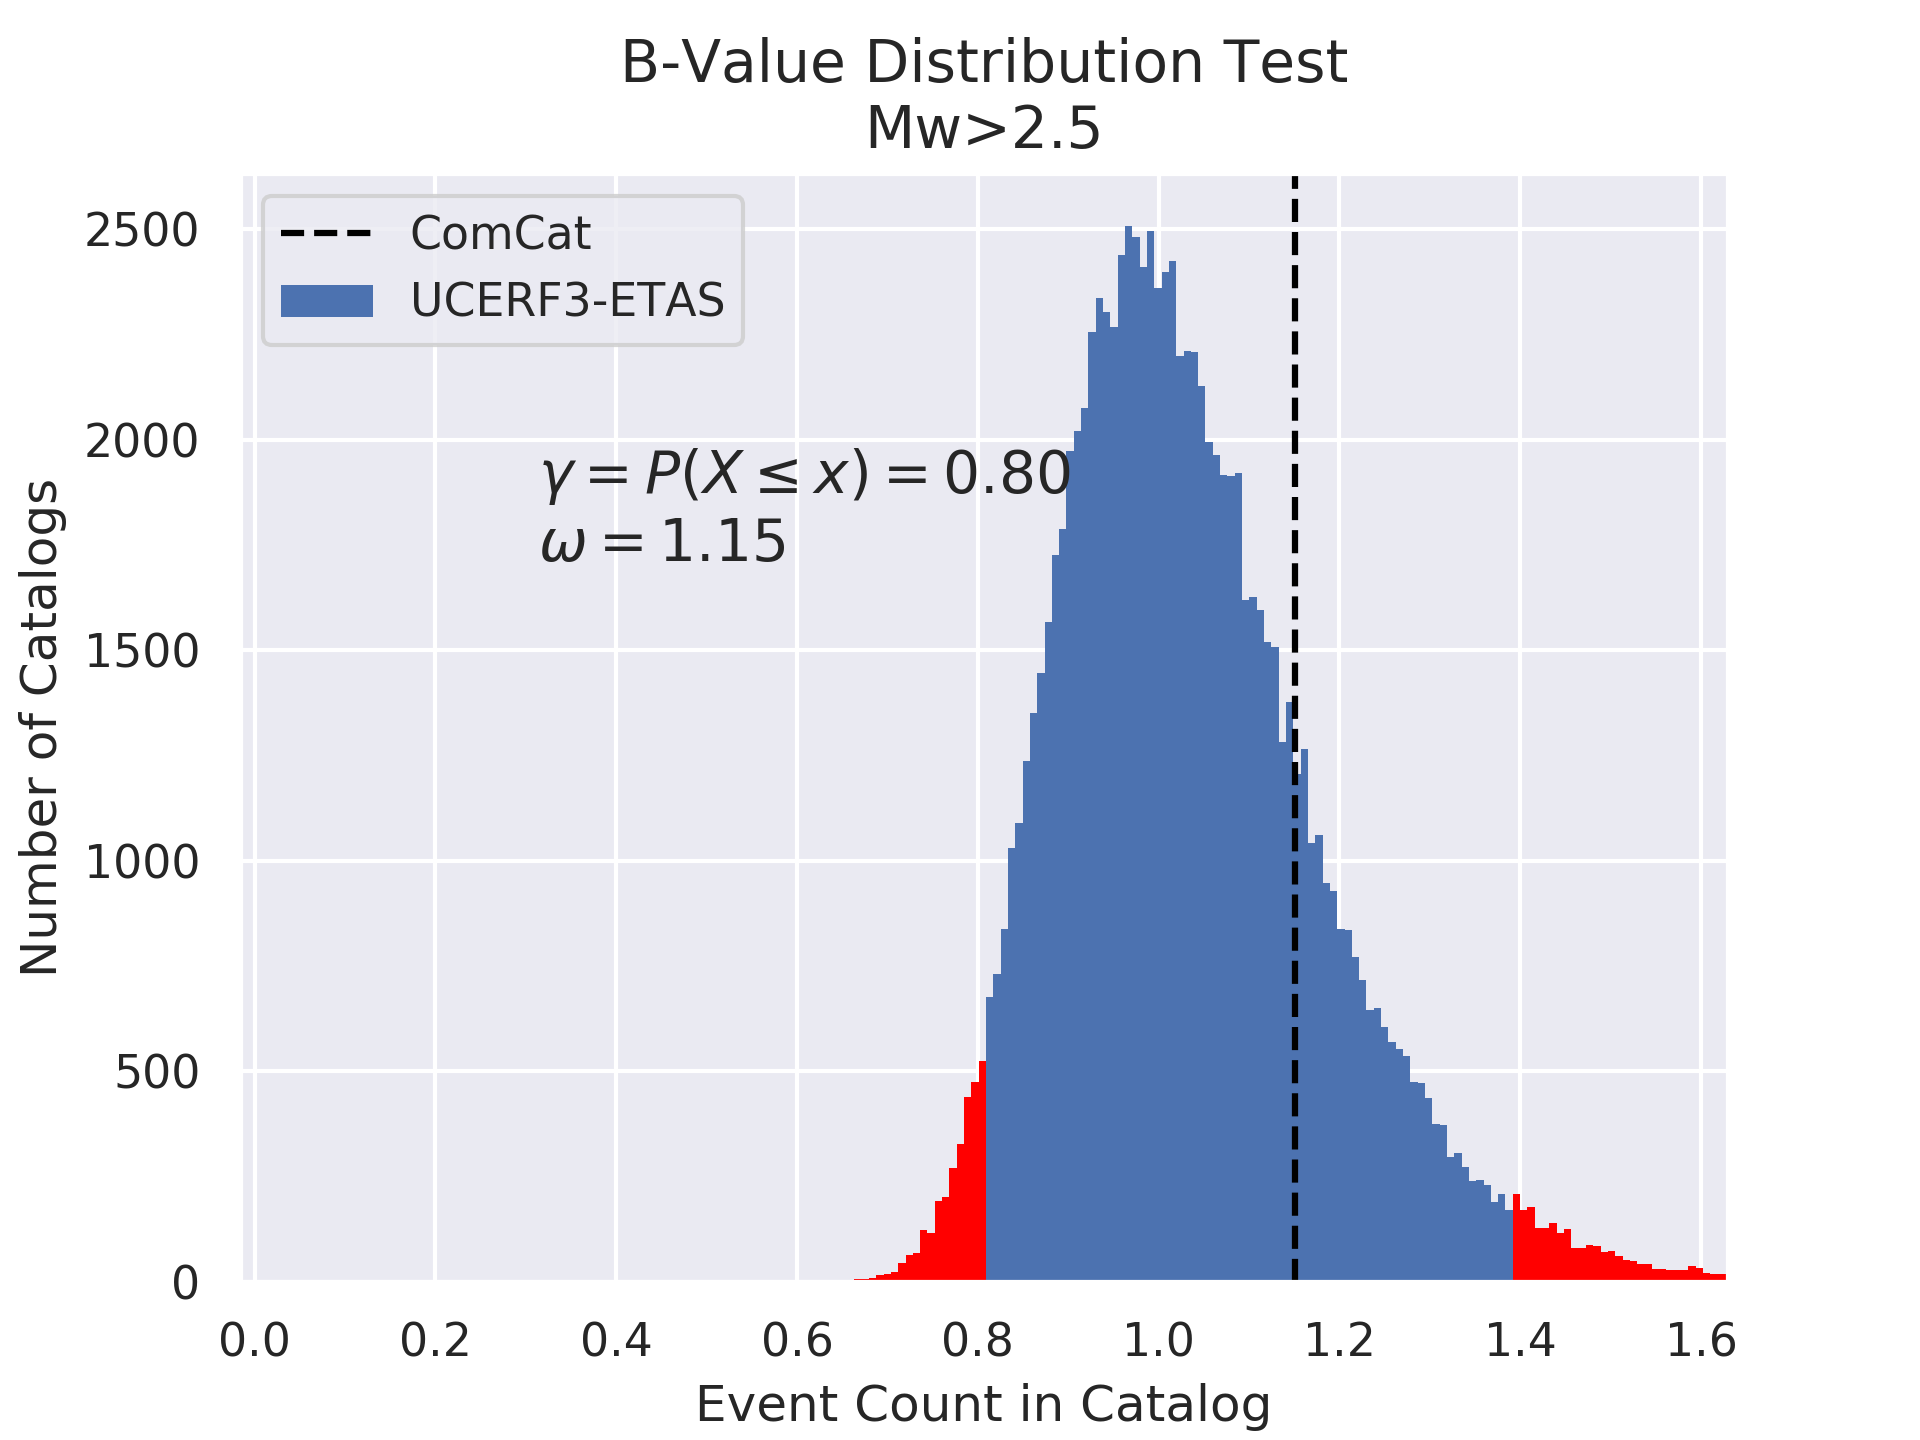 B-Value Distribution Test
Mw>2.5
ComCat
UCERF3-ETAS
γ = P(X ≤ x) = 0.80
ω = 1.15
Number of Catalogs
2500
2000
1500
1000
500
0
0.0 0.2 0.4 0.6 0.8 1.0 1.2 1.4 1.6
Event Count in Catalog